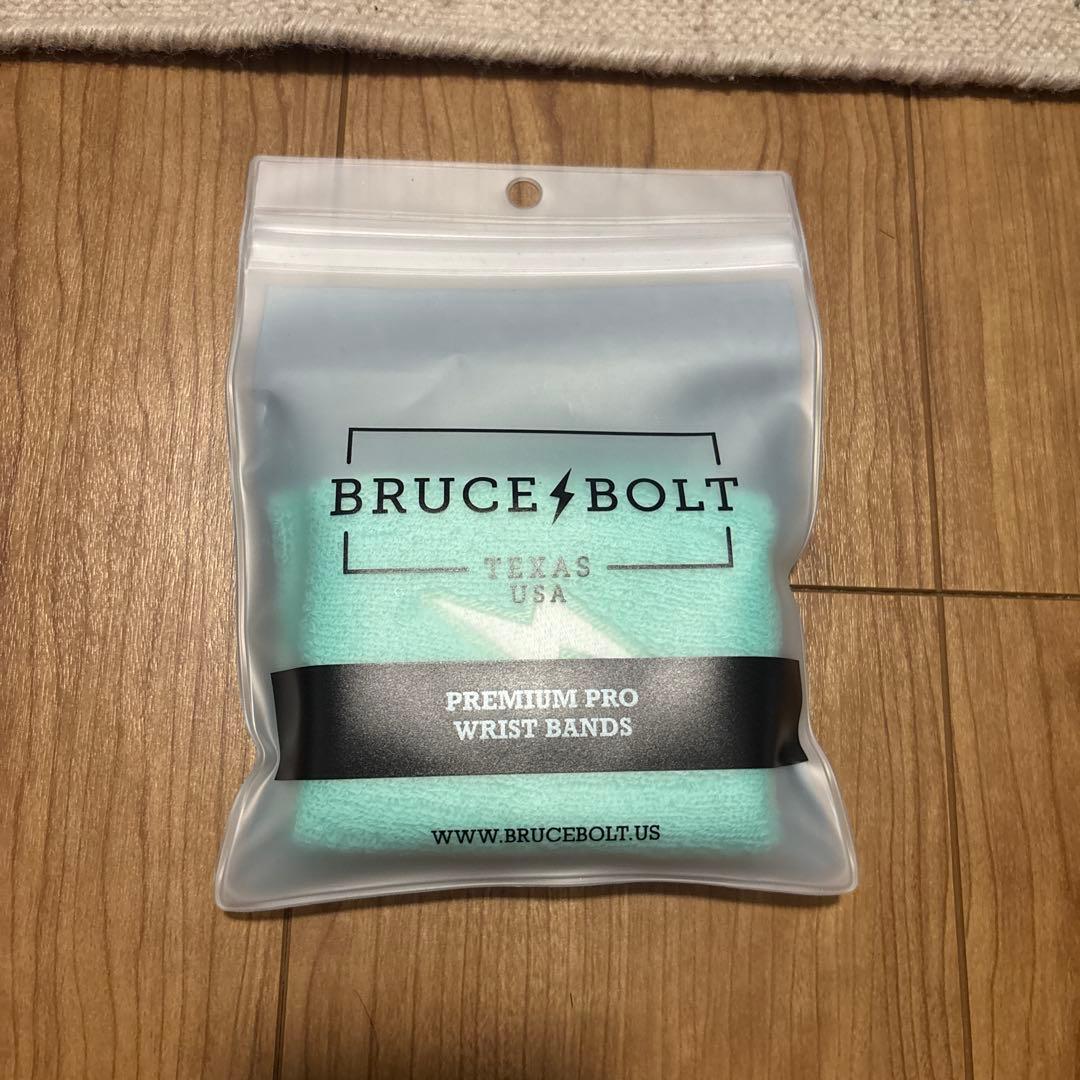 BRUCE BOLT
TEXAS
USA
PREMIUM PRO
WRIST BANDS
WWW.BRUCEBOLT.US